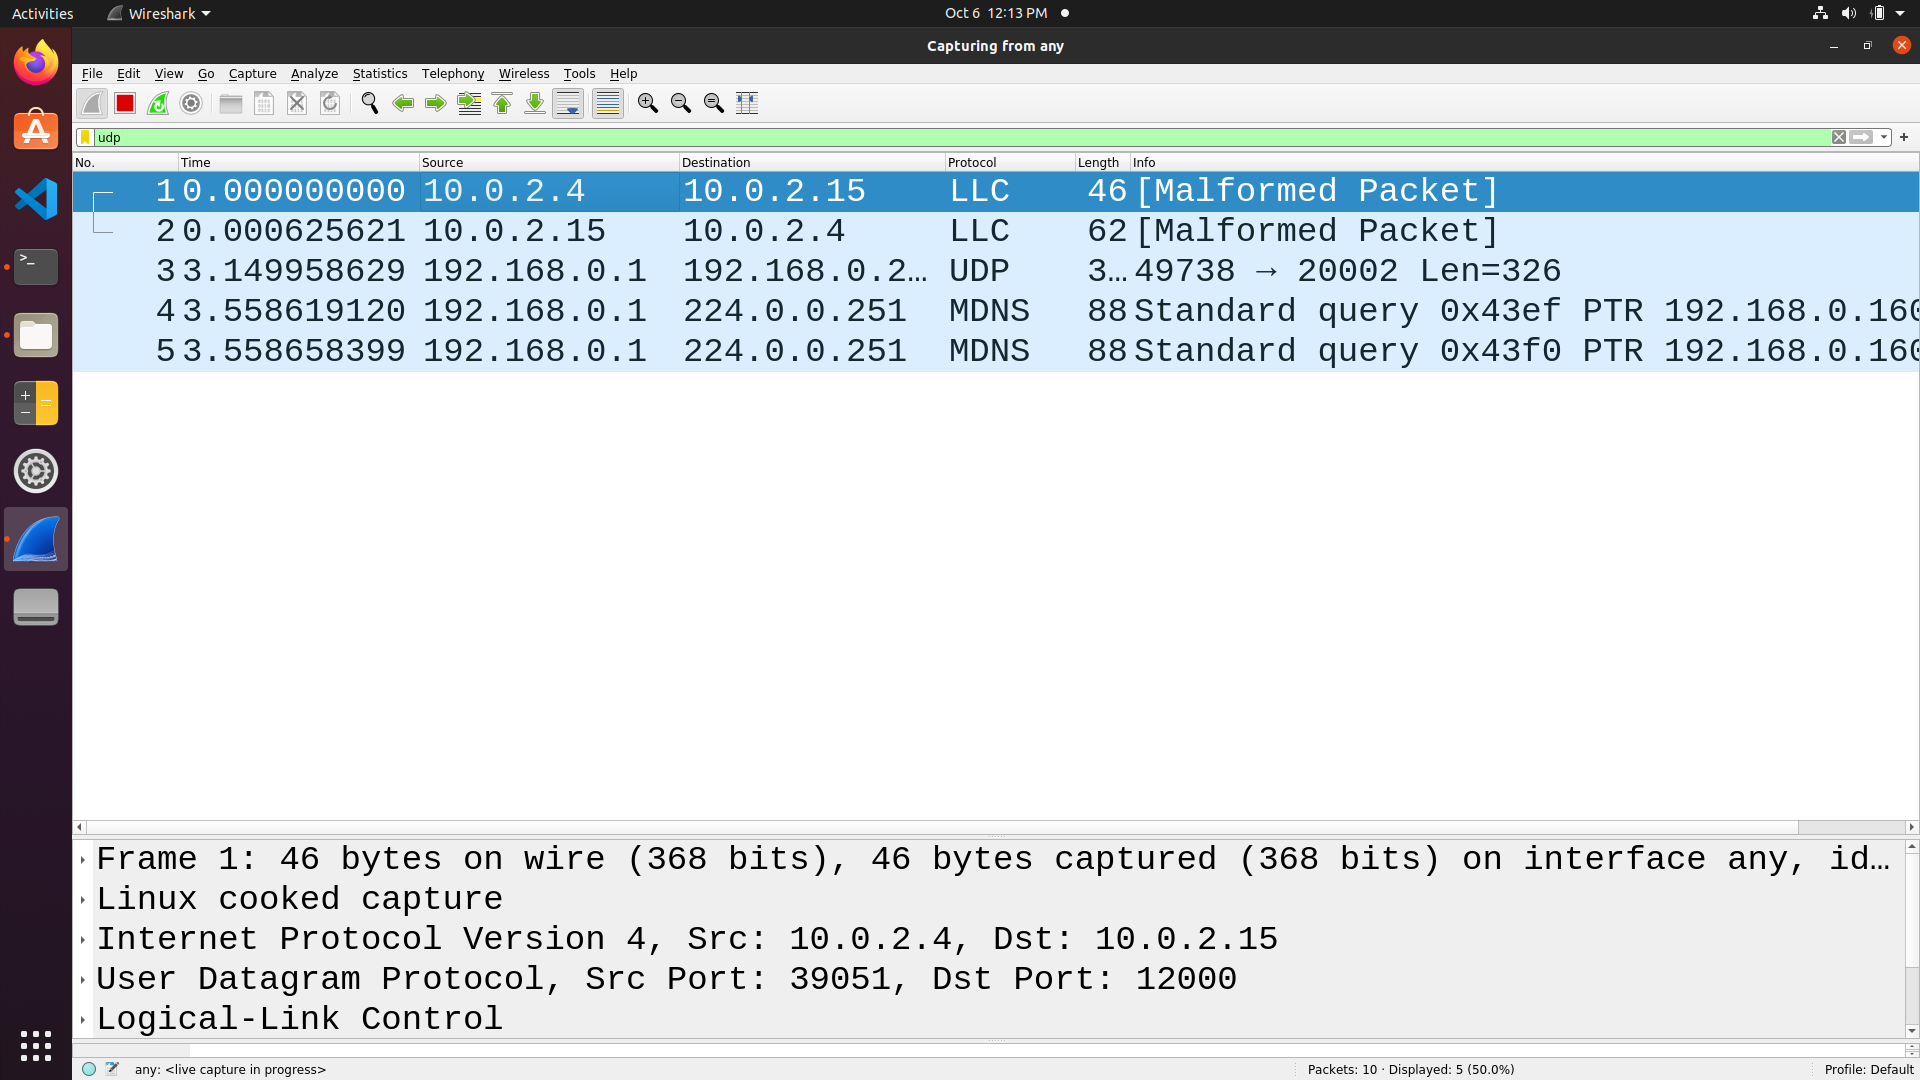 Activities Wireshark Oct 6 12:13 PM
Capturing from any
File Edit View Go Capture Analyze Statistics Telephony Wireless Tools Help
udp
No. Time Source Destination Protocol Length Info
1 0.000000000 10.0.2.4 10.0.2.15 LLC 46 [Malformed Packet]
2 0.000625621 10.0.2.15 10.0.2.4 LLC 62 [Malformed Packet]
3 3.149958629 192.168.0.1 192.168.0.2… UDP 3… 49738 → 20002 Len=326
4 3.558619120 192.168.0.1 224.0.0.251 MDNS 88 Standard query 0x43ef PTR 192.168.0.160
5 3.558658399 192.168.0.1 224.0.0.251 MDNS 88 Standard query 0x43f0 PTR 192.168.0.160
Frame 1: 46 bytes on wire (368 bits), 46 bytes captured (368 bits) on interface any, id…
Linux cooked capture
Internet Protocol Version 4, Src: 10.0.2.4, Dst: 10.0.2.15
User Datagram Protocol, Src Port: 39051, Dst Port: 12000
Logical-Link Control
any: <live capture in progress> Packets: 10 · Displayed: 5 (50.0%) Profile: Default